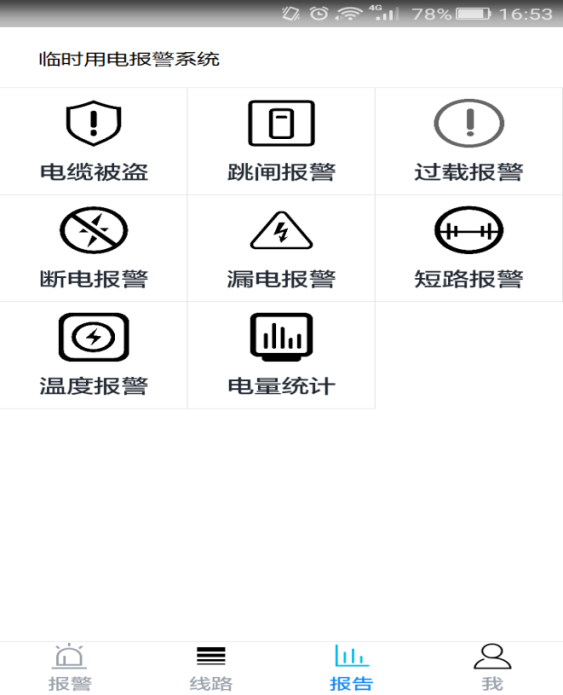 4G 78% 16:53
临时用电报警系统
电缆被盗 跳闸报警 过载报警
断电报警 漏电报警 短路报警
温度报警 电量统计
报警 线路 报告 我